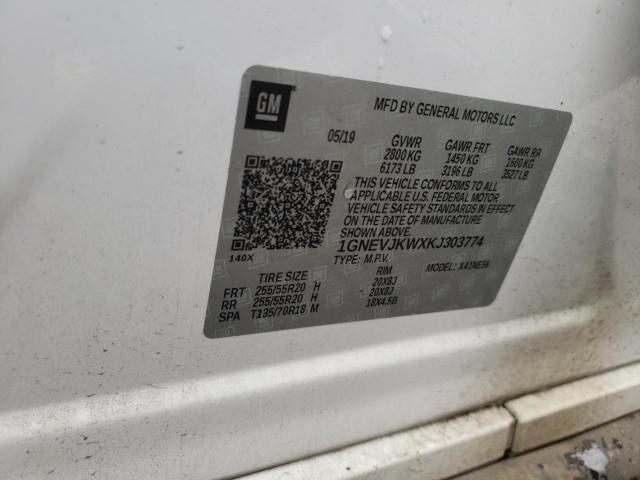 GM
MFD BY GENERAL MOTORS LLC
05/19 GVWR GAWR FRT GAWR RR
2800 KG 1450 KG 1600 KG
6173 LB 3196 LB 3527 LB
THIS VEHICLE CONFORMS TO ALL
APPLICABLE U.S. FEDERAL MOTOR
VEHICLE SAFETY STANDARDS IN EFFECT
ON THE DATE OF MANUFACTURE
SHOWN ABOVE.
1GNEVJKWXKJ303774
140X TYPE: M.P.V. MODEL: X41NE56
TIRE SIZE RIM
FRT 255/55R20 H 20X8J
RR 255/55R20 H 20X8J
SPA T135/70R18 M 18X4.5B